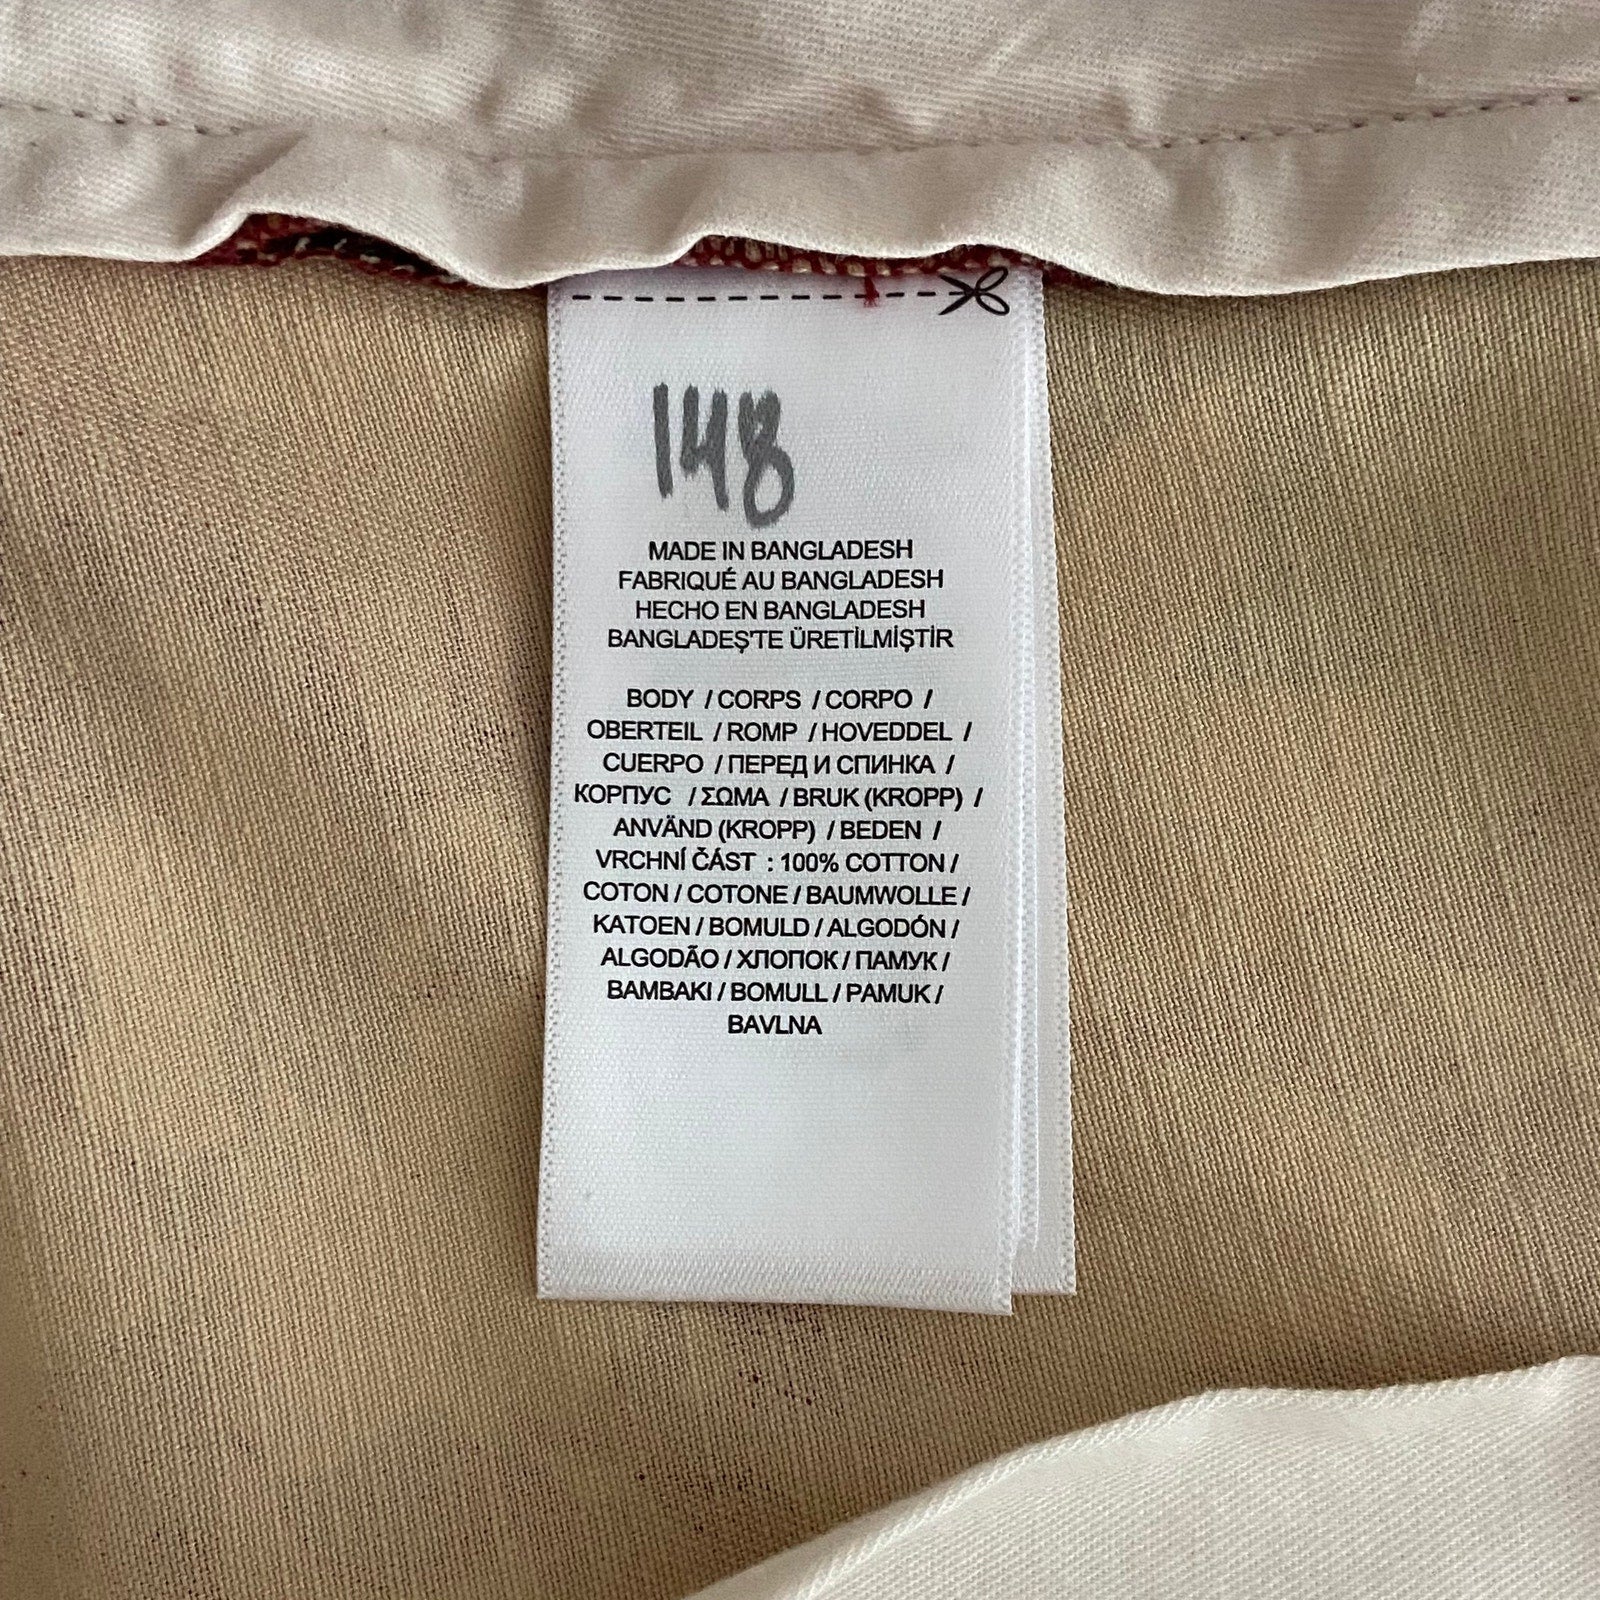 148
MADE IN BANGLADESH
FABRIQUÉ AU BANGLADESH
HECHO EN BANGLADESH
BANGLADEŞ'TE ÜRETİLMİŞTİR
BODY / CORPS / CORPO /
OBERTEIL / ROMP / HOVEDDEL /
CUERPO / ПЕРЕД И СПИНКА /
КОРПУС / ΣΩΜΑ / BRUK (KROPP) /
ANVÄND (KROPP) / BEDEN /
VRCHNÍ ČÁST : 100% COTTON /
COTON / COTONE / BAUMWOLLE /
KATOEN / BOMULD / ALGODÓN /
ALGODÃO / ХЛОПОК / ПАМУК /
BAMBAKI / BOMULL / PAMUK /
BAVLNA